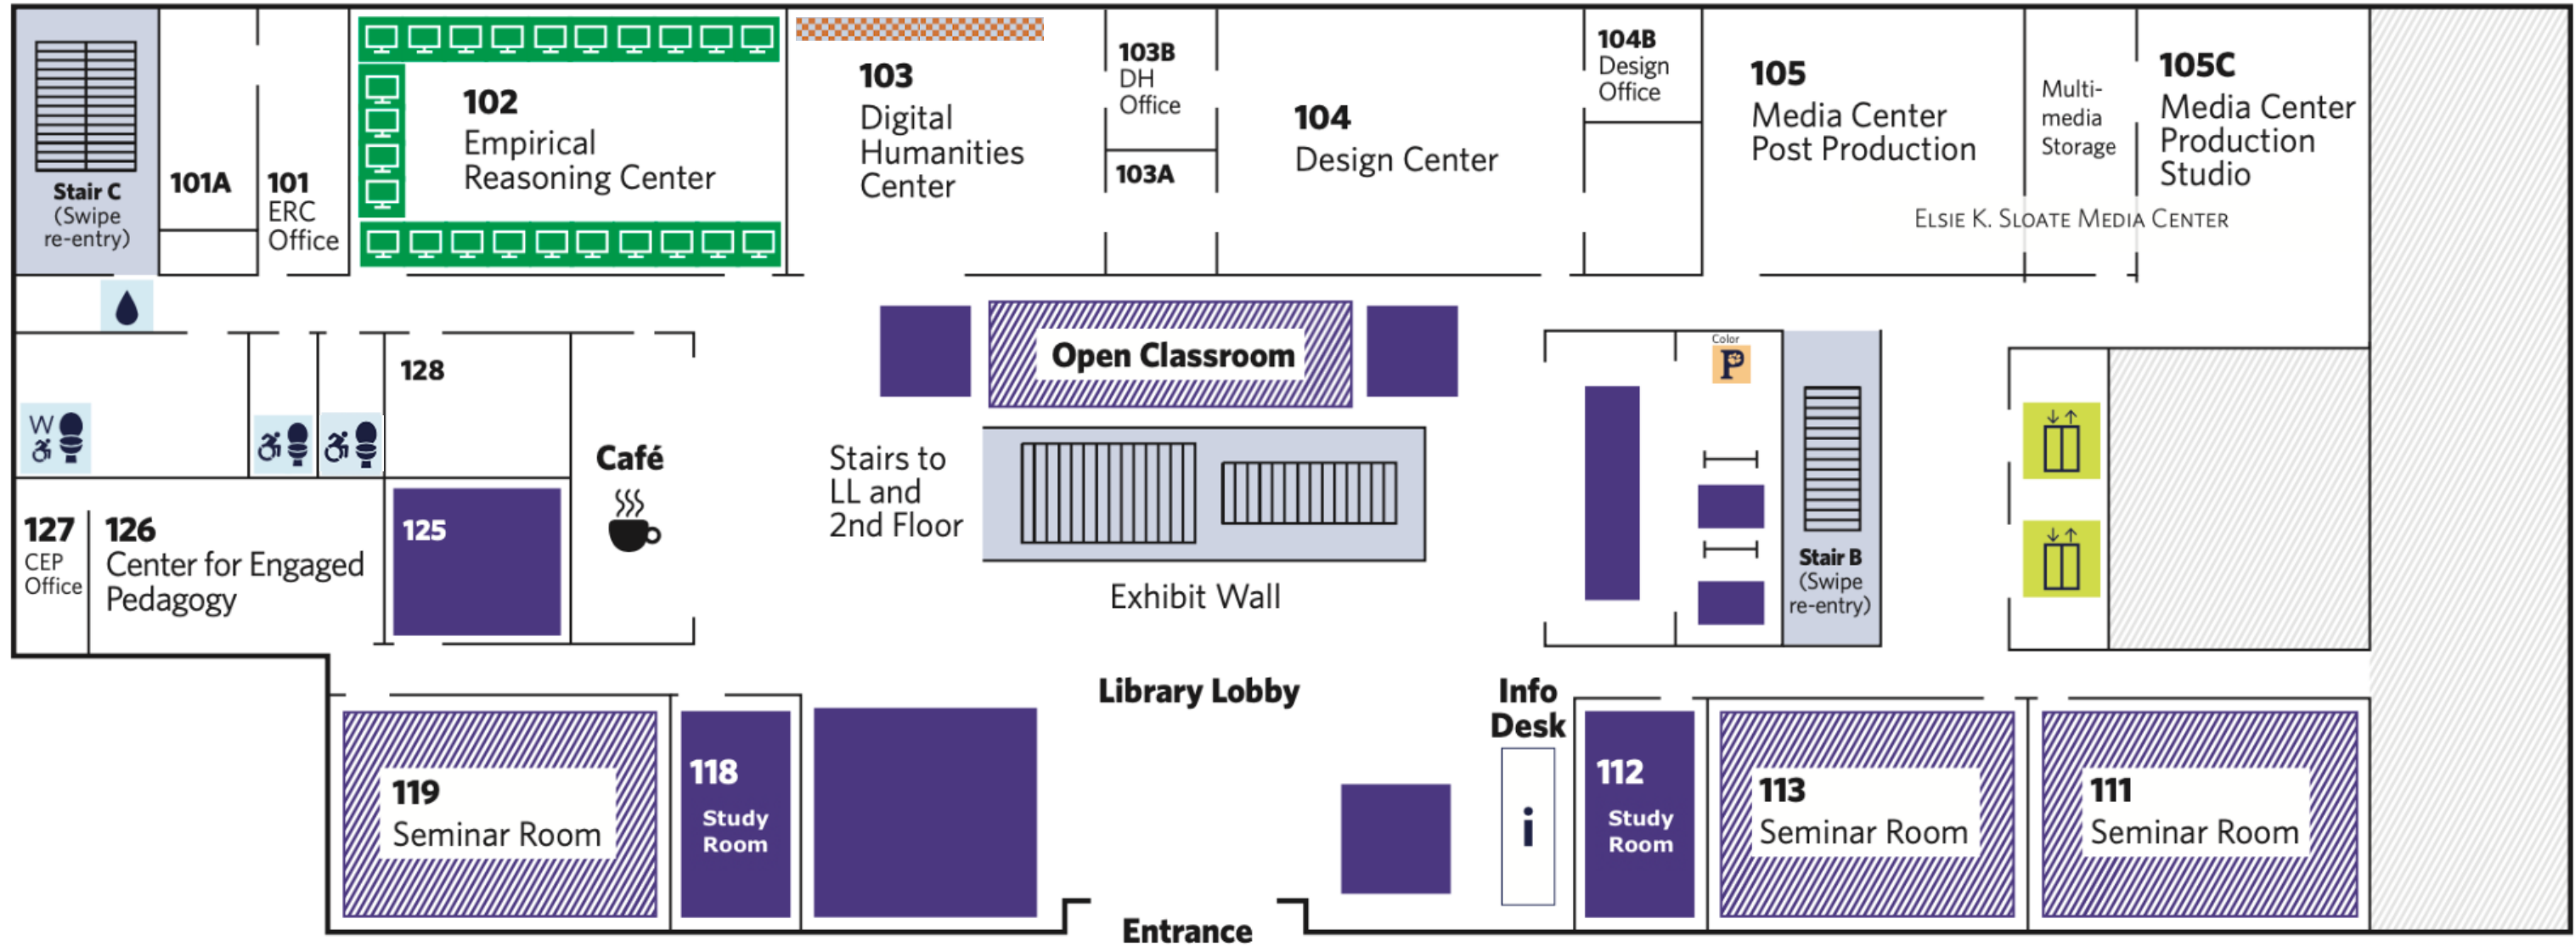 Stair C
(Swipe
re-entry)
101A
101
ERC
Office
102
Empirical
Reasoning Center
103
Digital
Humanities
Center
103B
DH
Office
103A
104
Design Center
104B
Design
Office
105
Media Center
Post Production
Multi-
media
Storage
105C
Media Center
Production
Studio
ELSIE K. SLOATE MEDIA CENTER
W
128
Café
Open Classroom
Stairs to
LL and
2nd Floor
Exhibit Wall
Color
P
Stair B
(Swipe
re-entry)
127
CEP
Office
126
Center for Engaged
Pedagogy
125
119
Seminar Room
118
Study
Room
Library Lobby
Entrance
Info
Desk
i
112
Study
Room
113
Seminar Room
111
Seminar Room